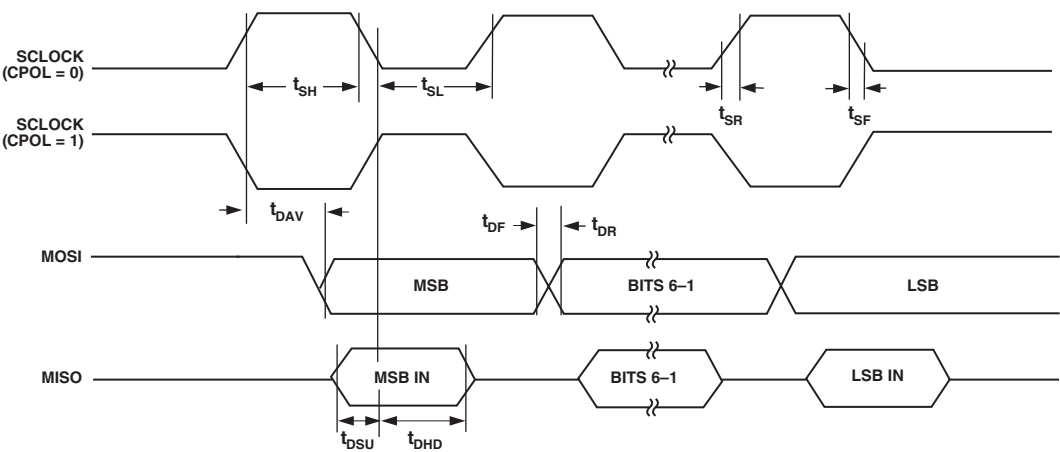 SCLOCK
(CPOL = 0)
tSH
tSL
tSR
tSF
SCLOCK
(CPOL = 1)
tDAV
tDF
tDR
MOSI
MSB
BITS 6–1
LSB
MISO
MSB IN
BITS 6–1
LSB IN
tDSU
tDHD